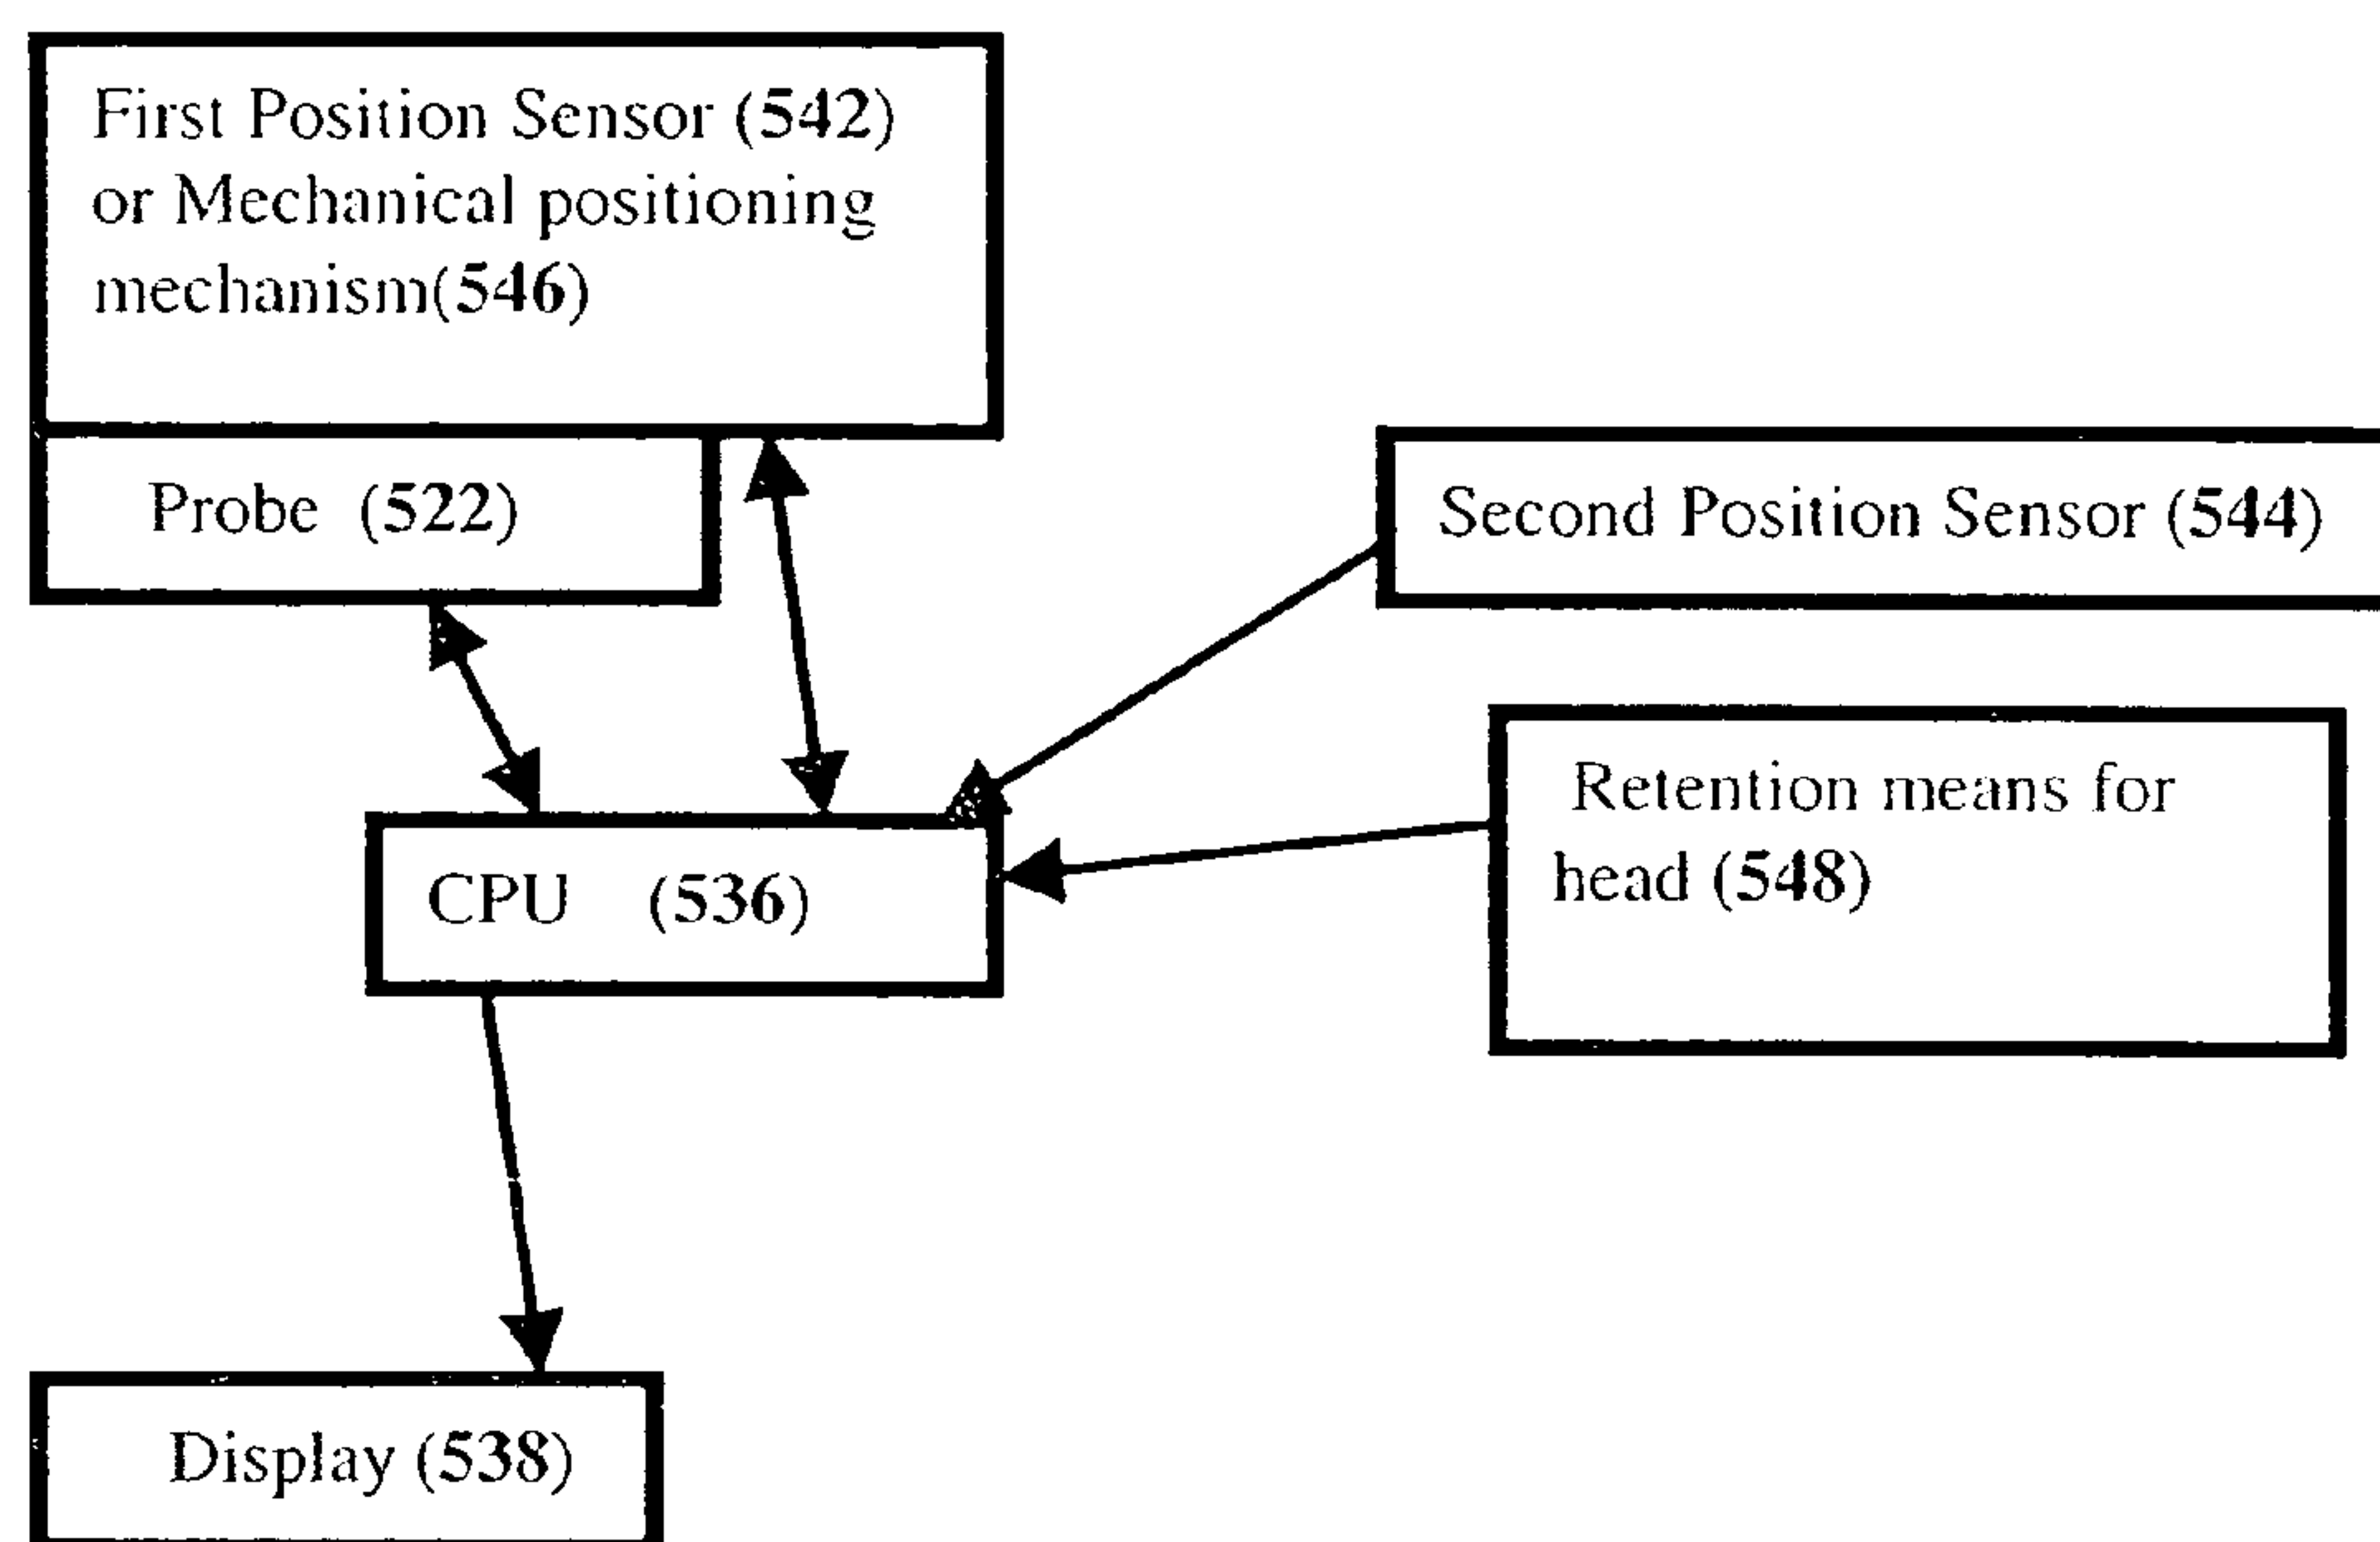 First Position Sensor (542)
or Mechanical positioning
mechanism(546)
Probe (522)
Second Position Sensor (544)
Retention means for
head (548)
CPU (536)
Display (538)